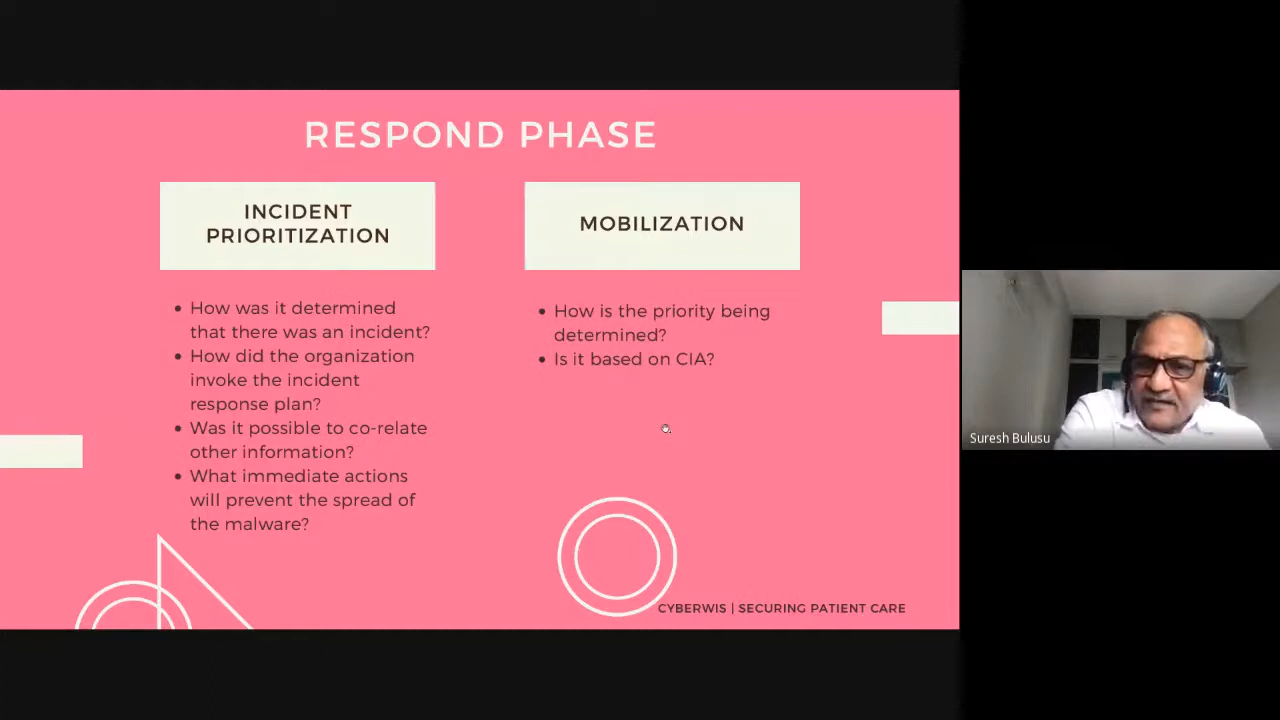 RESPOND PHASE
INCIDENT
PRIORITIZATION
How was it determined
that there was an incident?
How did the organization
invoke the incident
response plan?
Was it possible to co-relate
other information?
What immediate actions
will prevent the spread of
the malware?
MOBILIZATION
How is the priority being
determined?
Is it based on CIA?
CYBERWIS | SECURING PATIENT CARE
Suresh Bulusu